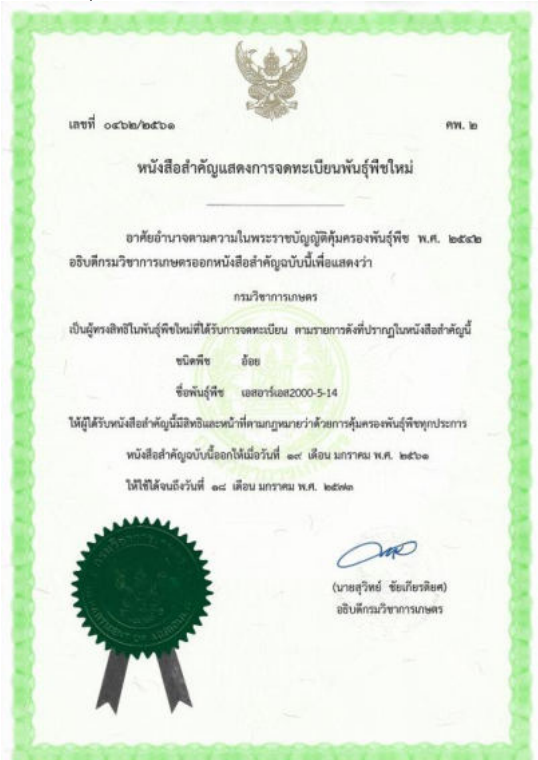 เลขที่ ๐๔๖๒/๒๕๖๑
คพ. ๒
หนังสือสำคัญแสดงการจดทะเบียนพันธุ์พืชใหม่
อาศัยอำนาจตามความในพระราชบัญญัติคุ้มครองพันธุ์พืช พ.ศ. ๒๕๔๒
อธิบดีกรมวิชาการเกษตรออกหนังสือสำคัญฉบับนี้เพื่อแสดงว่า
กรมวิชาการเกษตร
เป็นผู้ทรงสิทธิในพันธุ์พืชใหม่ที่ได้รับการจดทะเบียน ตามรายการดังที่ปรากฏในหนังสือสำคัญนี้
ชนิดพืช อ้อย
ชื่อพันธุ์พืช เอสอาร์เอส2000-5-14
ให้ผู้ได้รับหนังสือสำคัญนี้มีสิทธิและหน้าที่ตามกฎหมายว่าด้วยการคุ้มครองพันธุ์พืชทุกประการ
หนังสือสำคัญฉบับนี้ออกให้เมื่อวันที่ ๑๙ เดือน มกราคม พ.ศ. ๒๕๖๑
ให้ใช้ได้จนถึงวันที่ ๑๘ เดือน มกราคม พ.ศ. ๒๕๗๓
(นายสุวิทย์ ชัยเกียรติยศ)
อธิบดีกรมวิชาการเกษตร